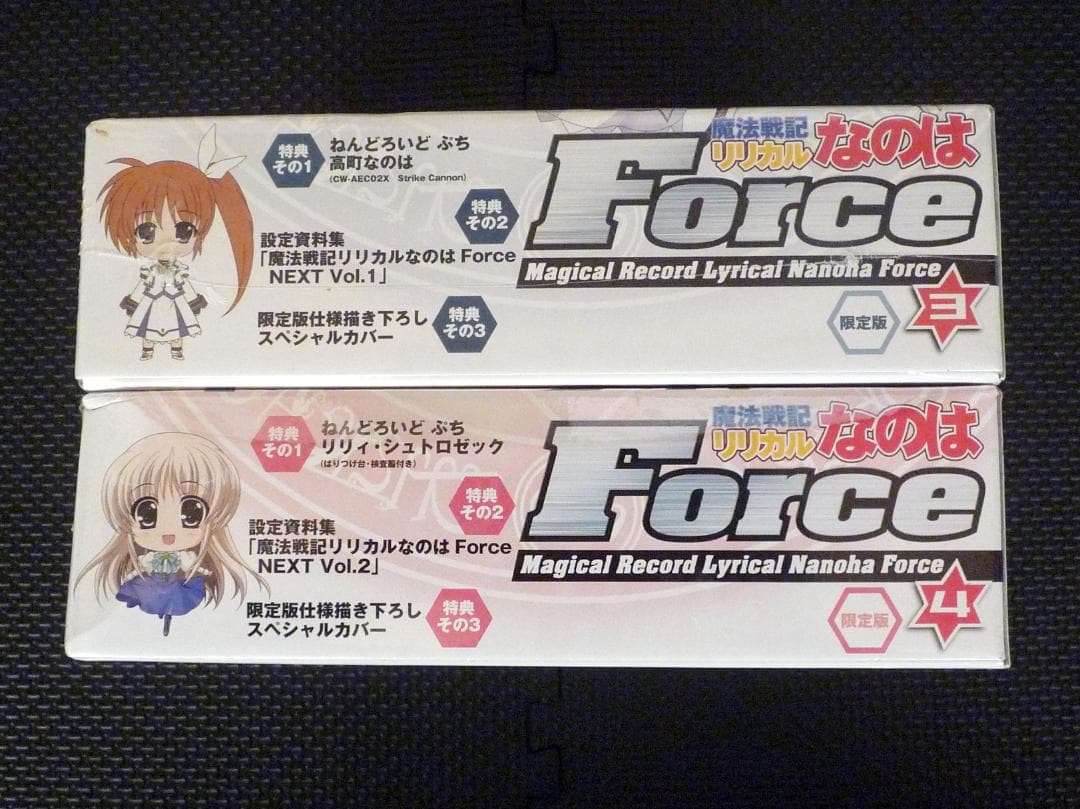 特典
その1
ねんどろいど ぷち
高町なのは
(CW-AEC02X Strike Cannon)
特典
その2
設定資料集
「魔法戦記リリカルなのは Force
NEXT Vol.1」
限定版仕様描き下ろし
スペシャルカバー
特典
その3
魔法戦記
リリカル
なのは
Force
Magical Record Lyrical Nanoha Force
限定版
3
特典
その1
ねんどろいど ぷち
リリィ・シュトロゼック
(はりつけ台・検査服付き)
特典
その2
設定資料集
「魔法戦記リリカルなのは Force
NEXT Vol.2」
限定版仕様描き下ろし
スペシャルカバー
特典
その3
魔法戦記
リリカル
なのは
Force
Magical Record Lyrical Nanoha Force
限定版
4